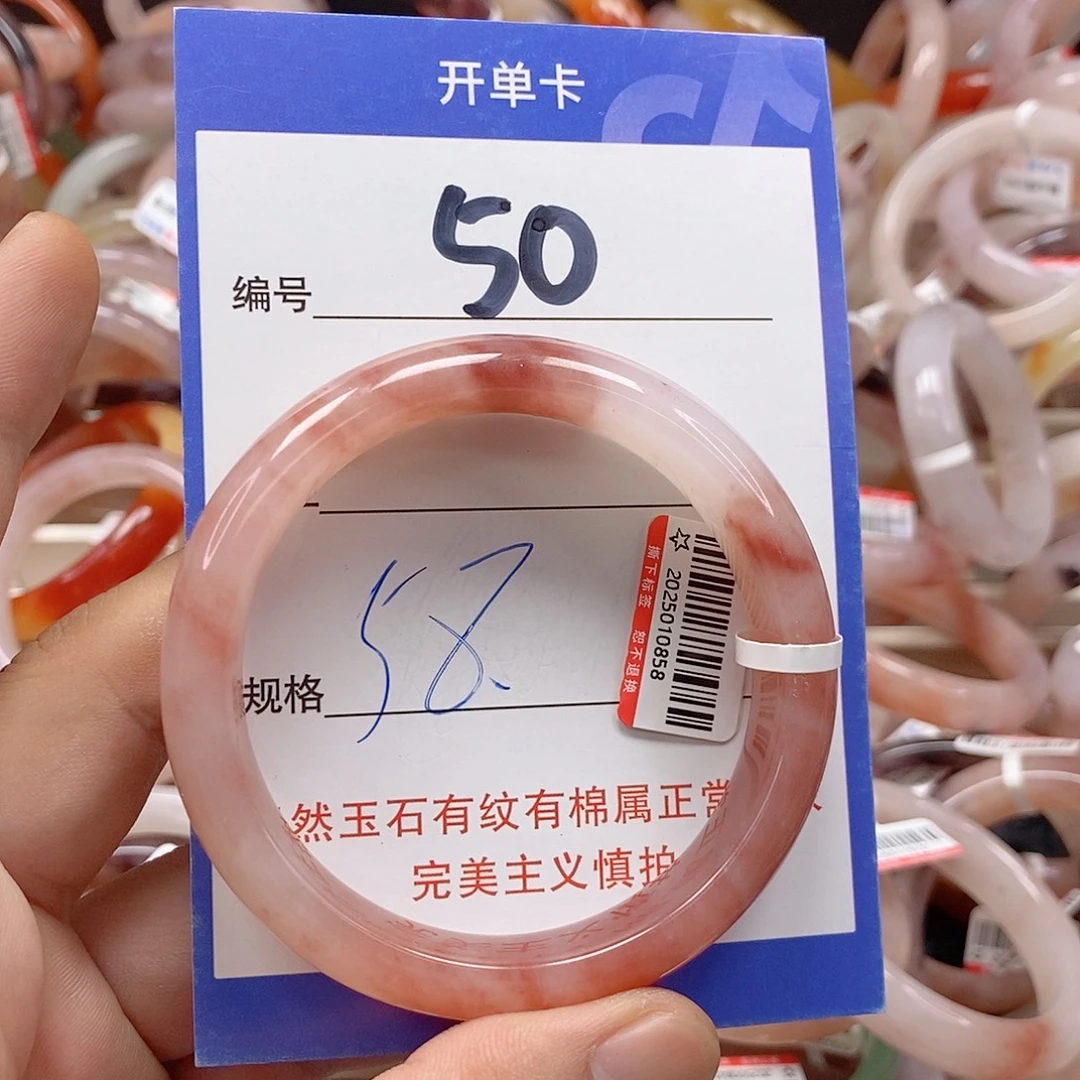 开单卡
编号 50
规格 58.
☆ 2025010858
撕下标签 恕不退换
然玉石有纹有棉属正常
完美主义慎拍